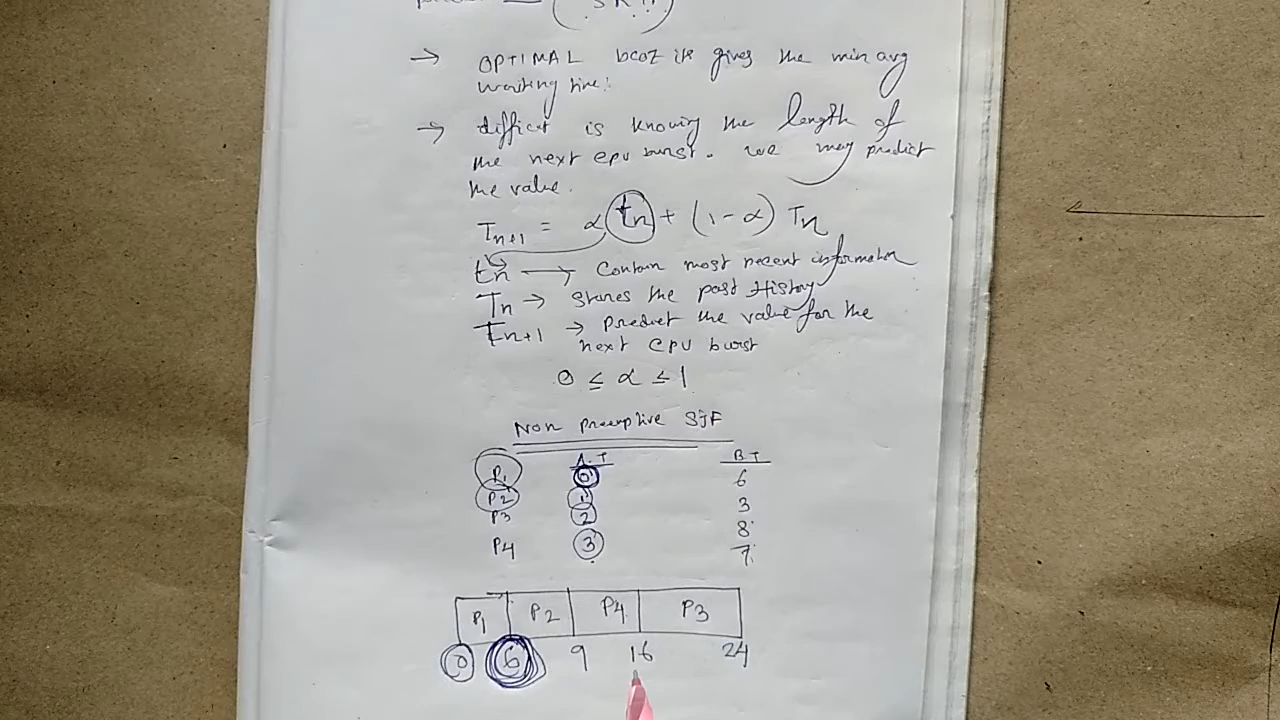 → OPTIMAL bcoz it gives the min avg
waiting time.
→ difficult is knowing the length of
the next cpu burst. we may predict
the value.
Tn+1 = α tn + (1-α) Tn
tn → Contain most recent information
Tn → stores the past History
Tn+1 → Predict the value for the
next CPU burst
0 ≤ α ≤ 1
Non Preemptive SJF
A.T B.T
P1 0 6
P2 1 3
P3 2 8
P4 3 7
P1 P2 P4 P3
0 6 9 16 24